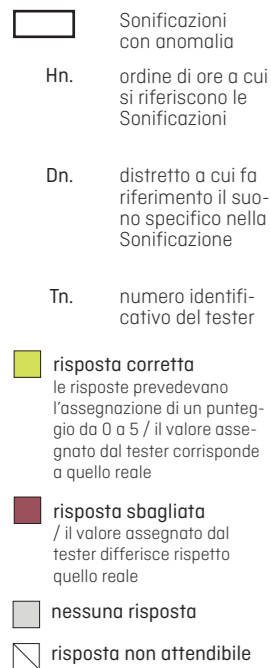 Sonificazioni
con anomalia
Hn. ordine di ore a cui
si riferiscono le
Sonificazioni
Dn. distretto a cui fa
riferimento il suo-
no specifico nella
Sonificazione
Tn. numero identifi-
cativo del tester
risposta corretta
le risposte prevedevano
l'assegnazione di un punteg-
gio da 0 a 5 / il valore asse-
gnato dal tester corrisponde
a quello reale
risposta sbagliata
/ il valore assegnato dal
tester differisce rispetto
quello reale
nessuna risposta
risposta non attendibile